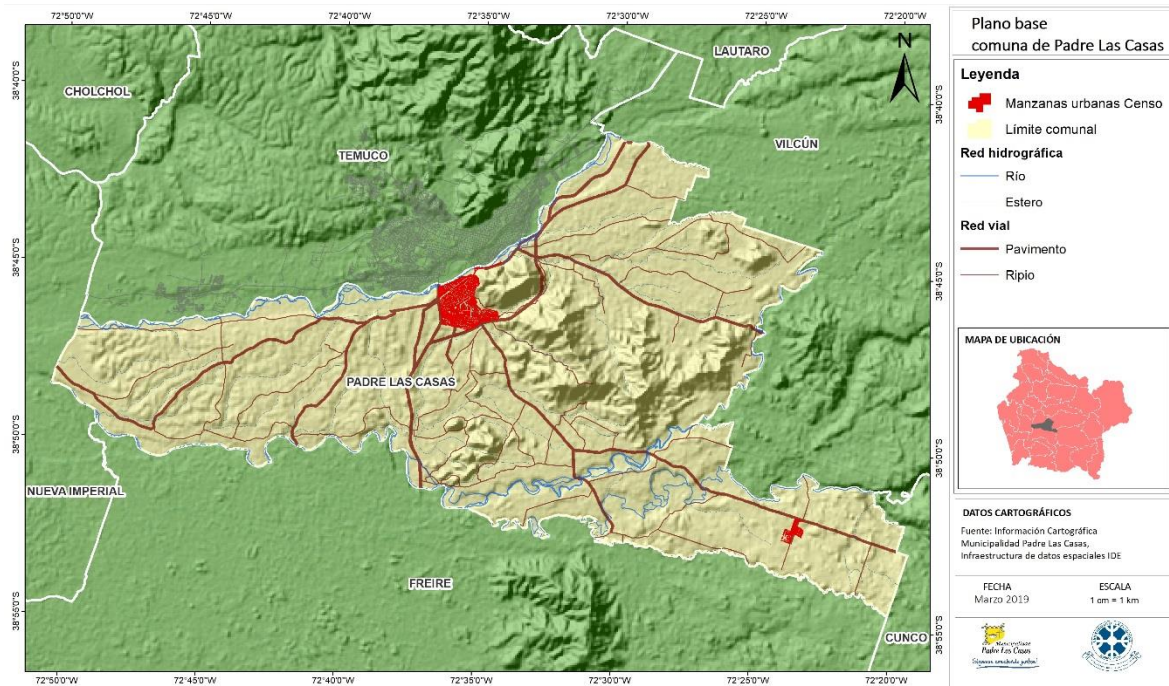 72°50'0"O
72°45'0"O
72°40'0"O
72°35'0"O
72°30'0"O
72°25'0"O
72°20'0"O
38°40'0"S
38°45'0"S
38°50'0"S
38°55'0"S
38°40'0"S
38°45'0"S
38°50'0"S
38°55'0"S
N
LAUTARO
CHOLCHOL
TEMUCO
VILCÚN
PADRE LAS CASAS
NUEVA IMPERIAL
FREIRE
CUNCO
72°50'0"O
72°45'0"O
72°40'0"O
72°35'0"O
72°30'0"O
72°25'0"O
72°20'0"O
Plano base
comuna de Padre Las Casas
Leyenda
Manzanas urbanas Censo
Límite comunal
Red hidrográfica
Río
Estero
Red vial
Pavimento
Ripio
MAPA DE UBICACIÓN
DATOS CARTOGRÁFICOS
Fuente: Información Cartográfica
Municipalidad Padre Las Casas,
Infraestructura de datos espaciales IDE
FECHA
Marzo 2019
ESCALA
1 cm = 1 km
Municipalidad
Padre Las Casas